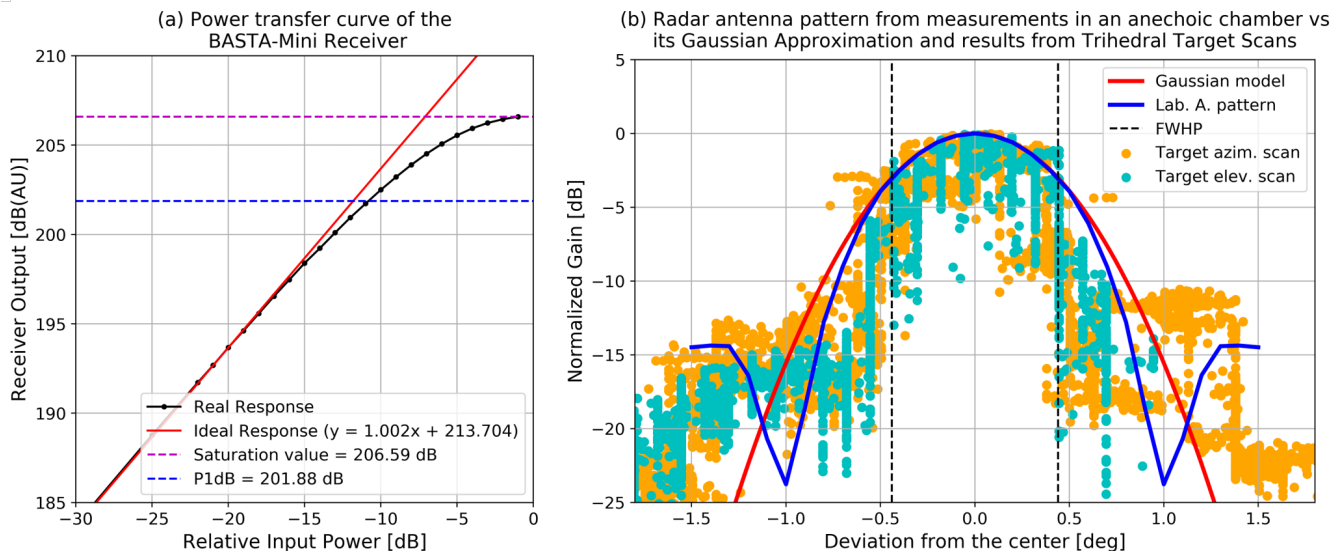 (a) Power transfer curve of the
BASTA-Mini Receiver
210
205
200
195
190
185
−30
−25
−20
−15
−10
−5
0
Receiver Output [dB(AU)]
Relative Input Power [dB]
Real Response
Ideal Response (y = 1.002x + 213.704)
Saturation value = 206.59 dB
P1dB = 201.88 dB
(b) Radar antenna pattern from measurements in an anechoic chamber vs
its Gaussian Approximation and results from Trihedral Target Scans
5
0
−5
−10
−15
−20
−25
−1.5
−1.0
−0.5
0.0
0.5
1.0
1.5
Normalized Gain [dB]
Deviation from the center [deg]
Gaussian model
Lab. A. pattern
FWHP
Target azim. scan
Target elev. scan